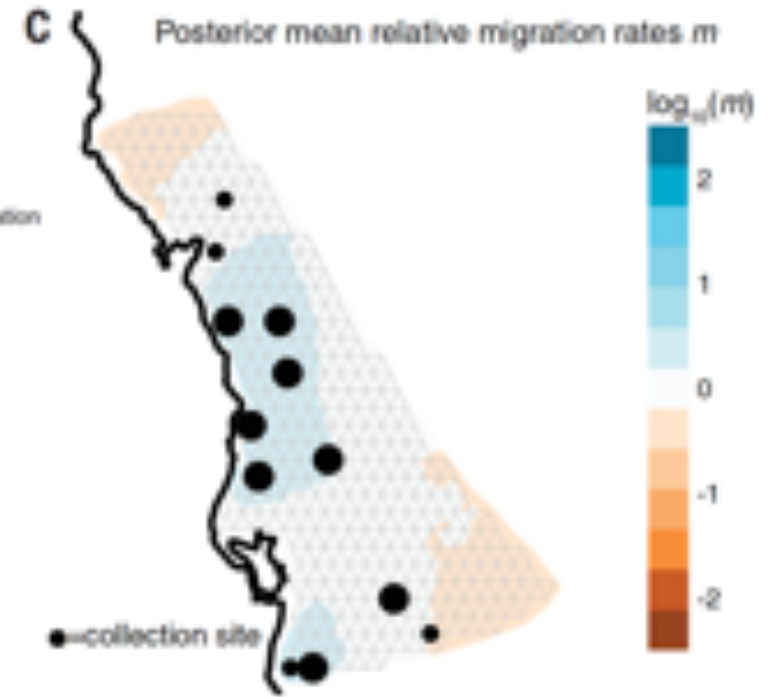 C
Posterior mean relative migration rates m
log₁₀(m)
2
1
0
-1
-2
=collection site